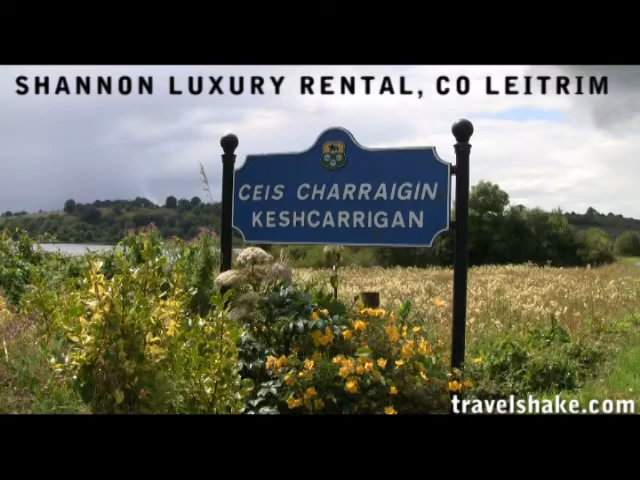 SHANNON LUXURY RENTAL, CO LEITRIM
CEIS CHARRAIGIN
KESHCARRIGAN
travelshake.com